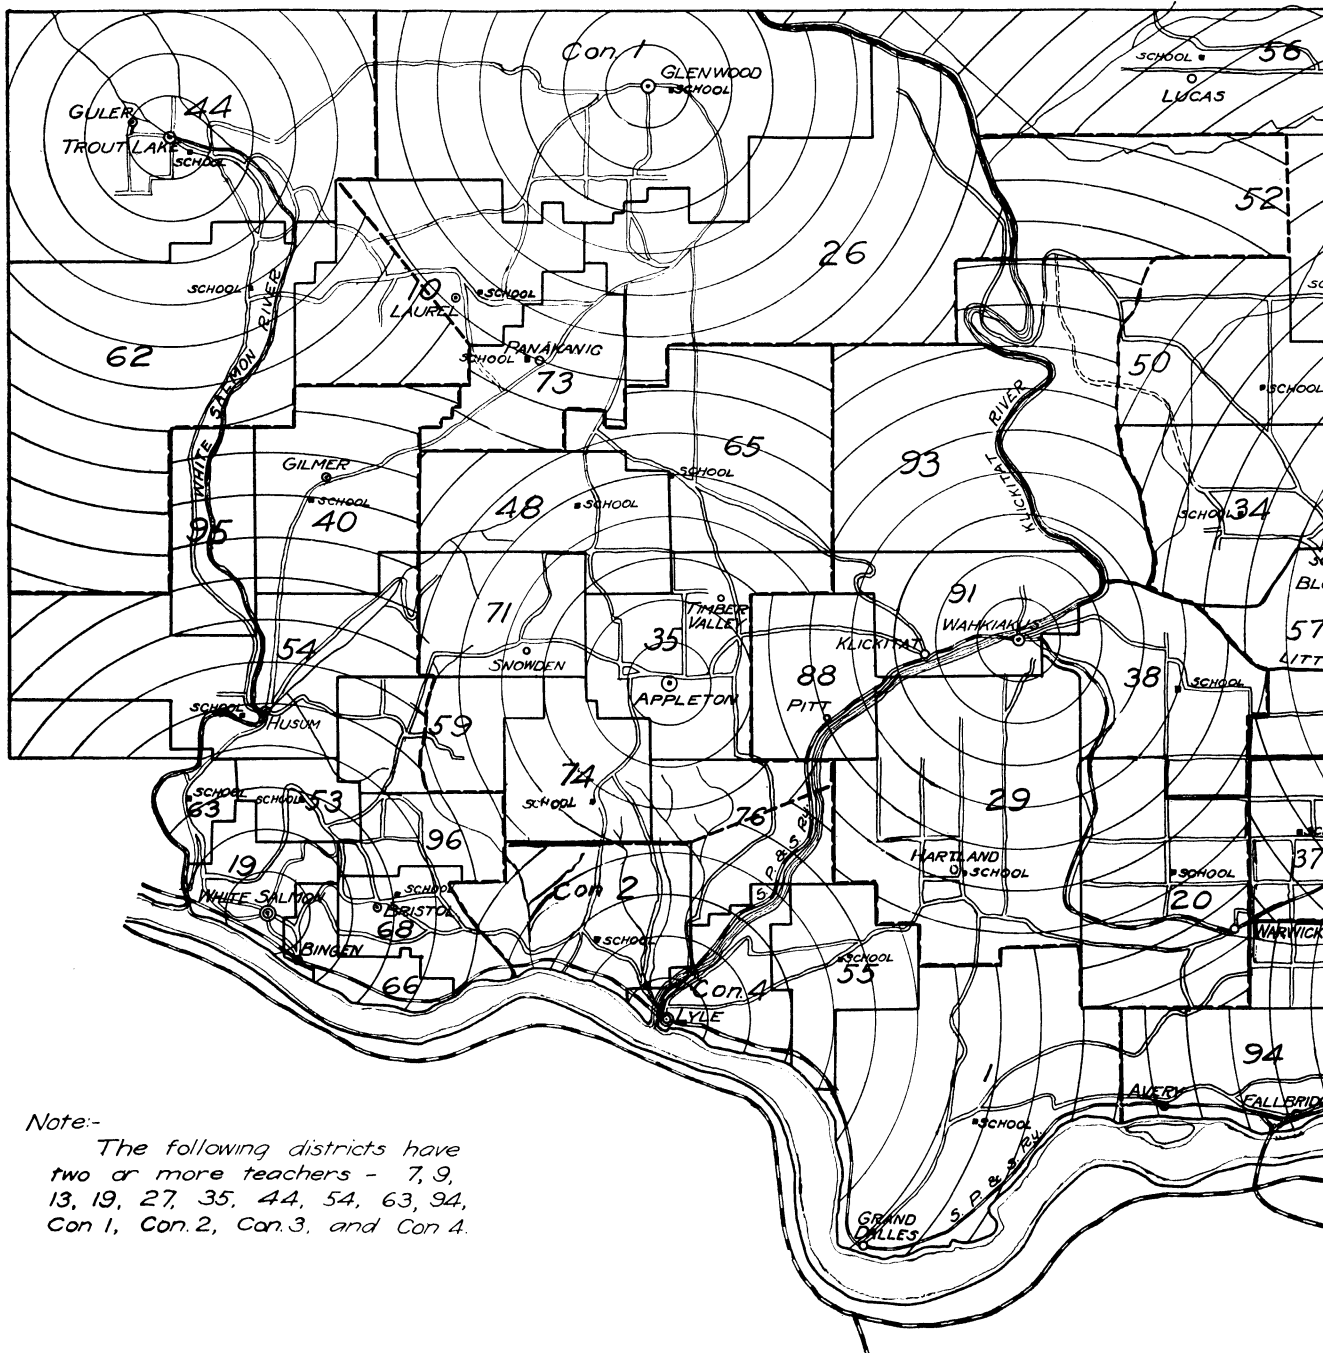 Con 1
GLENWOOD
SCHOOL
SCHOOL
56
LUCAS
GULER
44
TROUT LAKE
SCHOOL
52
26
SCHOOL
10
SCHOOL
LAUREL
WHITE SALMON RIVER
62
SCHOOL
PANAKANIC
73
50
SCHOOL
KLICKITAT RIVER
65
93
GILMER
SCHOOL
40
SCHOOL
48
SCHOOL
95
SCHOOL
34
71
SNOWDEN
TIMBER
VALLEY
35
APPLETON
91
WAHKIAKUS
KLICKITAT
88
PITT
38
SCHOOL
57
54
SCHOOL
HUSUM
59
SCHOOL
63
SCHOOL
53
74
SCHOOL
76
S. P. & S. Ry.
29
96
19
WHITE SALMON
HARTLAND
SCHOOL
37
SCHOOL
20
WARWICK
Con 2
SCHOOL
SCHOOL
BRISTOL
68
BINGEN
66
SCHOOL
55
Con. 4
LYLE
94
1
AVERY
SCHOOL
S. P. & S. Ry.
GRAND
DALLES
Note:-
The following districts have
two or more teachers - 7, 9,
13, 19, 27, 35, 44, 54, 63, 94,
Con 1, Con. 2, Con. 3, and Con 4.